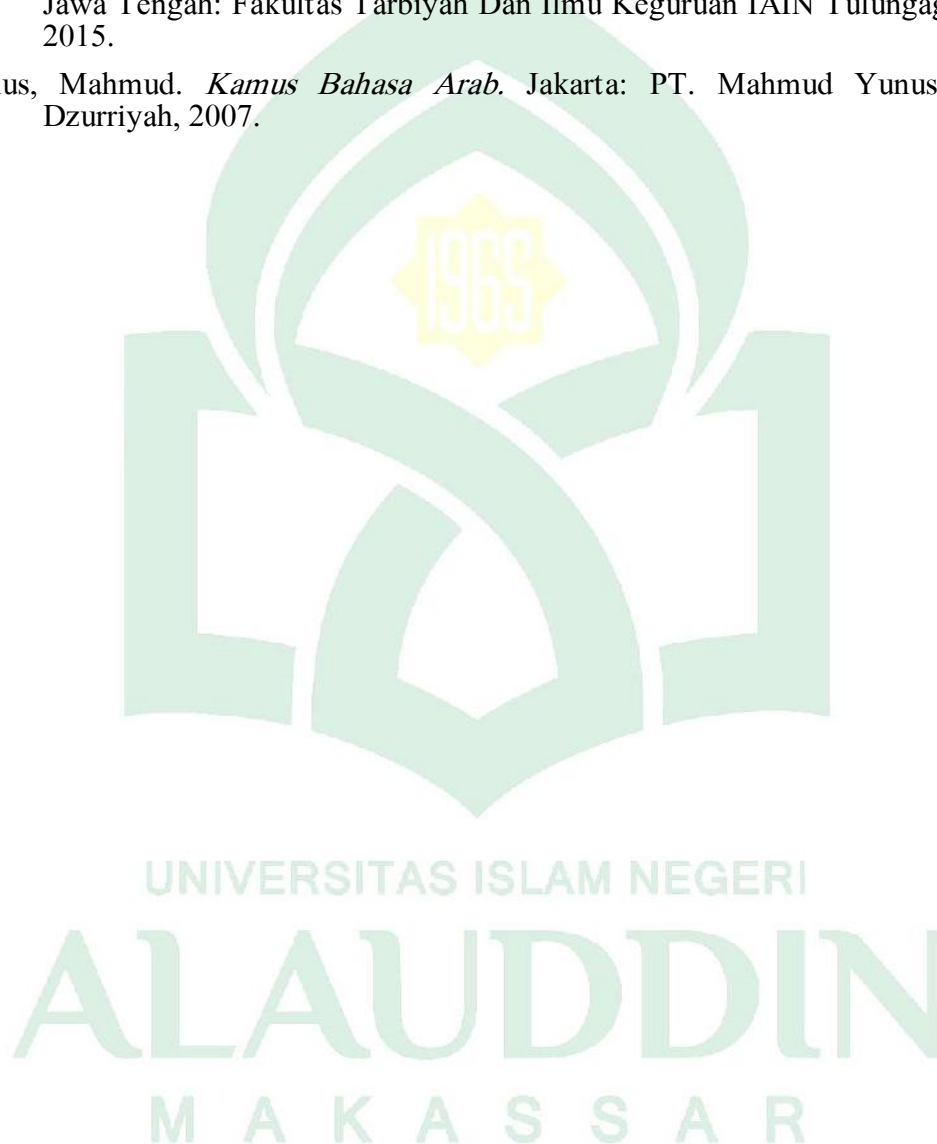 Jawa Tengah: Fakultas Tarbiyah Dan Ilmu Keguruan IAIN Tulungag
2015.
us, Mahmud. Kamus Bahasa Arab. Jakarta: PT. Mahmud Yunus
Dzurriyah, 2007.
1965
UNIVERSITAS ISLAM NEGERI
ALAUDDIN
MAKASSAR